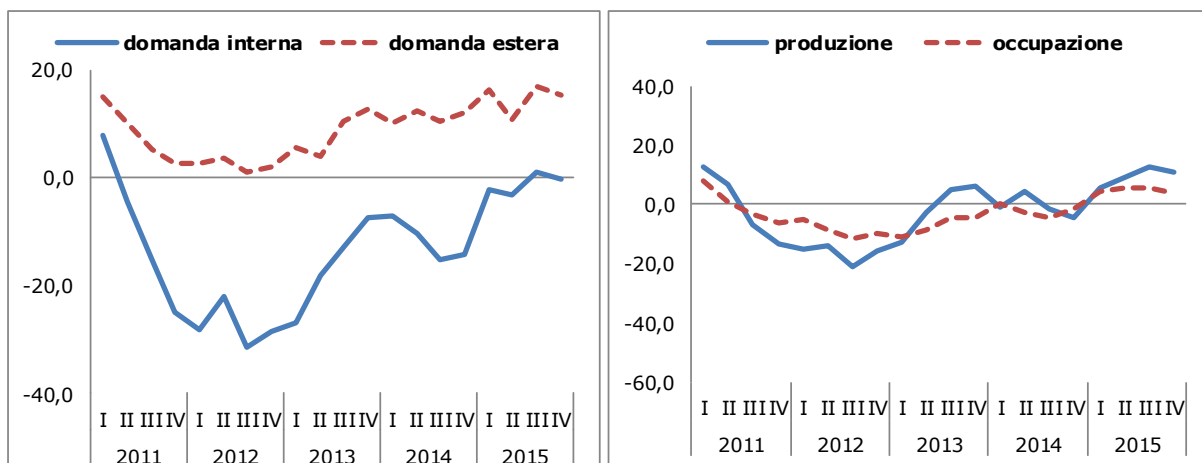 domanda interna domanda estera
20,0
0,0
-20,0
-40,0
I II III IV I II III IV I II III IV I II III IV I II III IV
2011 2012 2013 2014 2015
produzione occupazione
40,0
20,0
0,0
-20,0
-40,0
-60,0
I II III IV I II III IV I II III IV I II III IV I II III IV
2011 2012 2013 2014 2015